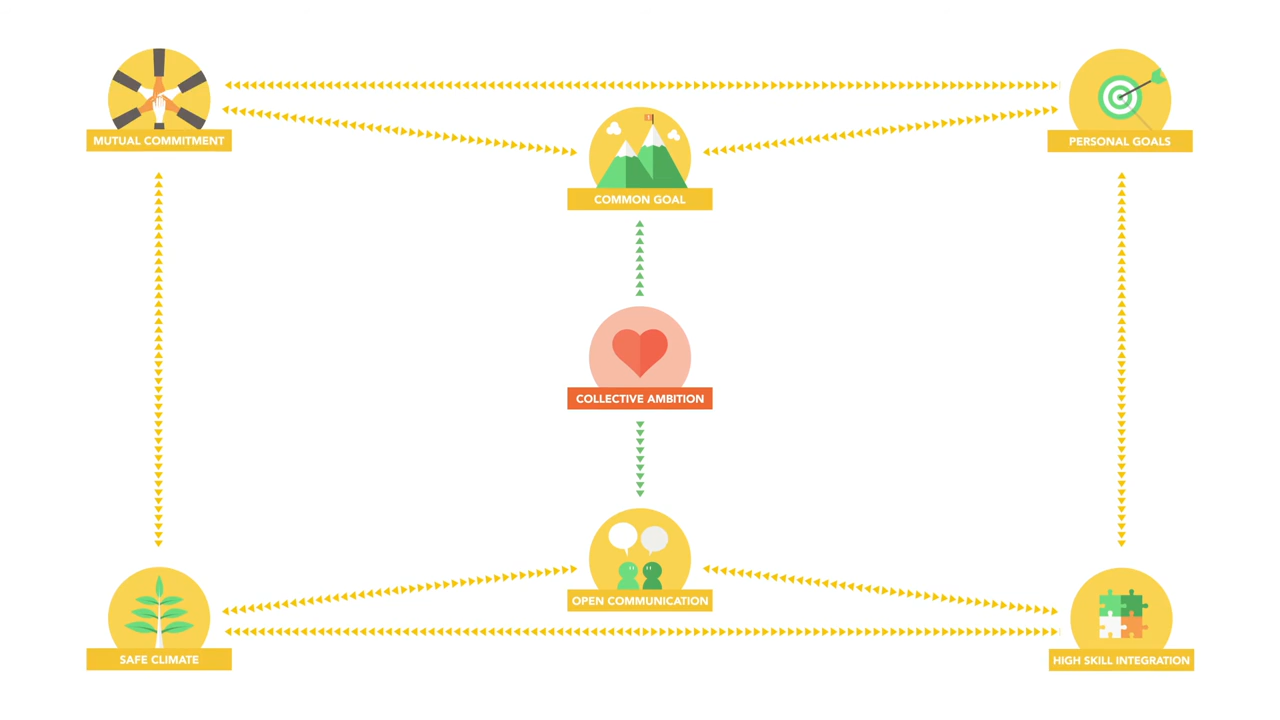 MUTUAL COMMITMENT
PERSONAL GOALS
COMMON GOAL
COLLECTIVE AMBITION
OPEN COMMUNICATION
SAFE CLIMATE
HIGH SKILL INTEGRATION